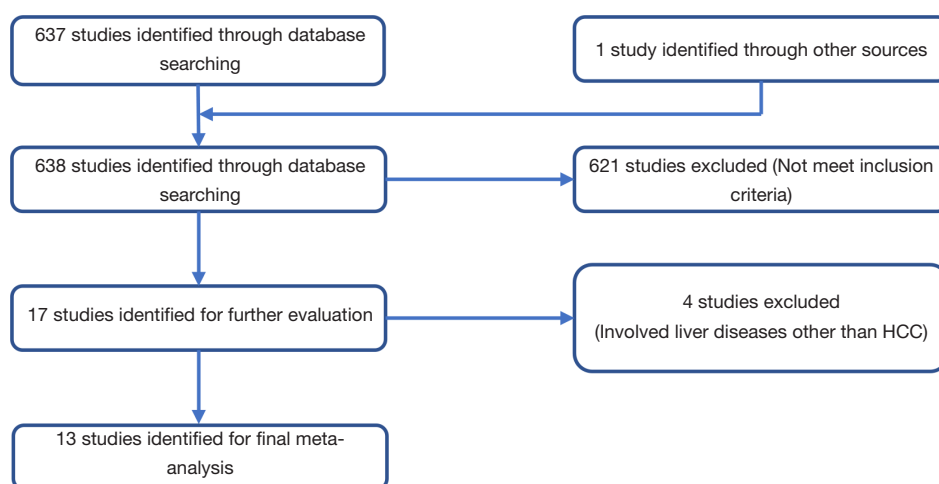 637 studies identified through database
searching
1 study identified through other sources
638 studies identified through database
searching
621 studies excluded (Not meet inclusion
criteria)
17 studies identified for further evaluation
4 studies excluded
(Involved liver diseases other than HCC)
13 studies identified for final meta-
analysis